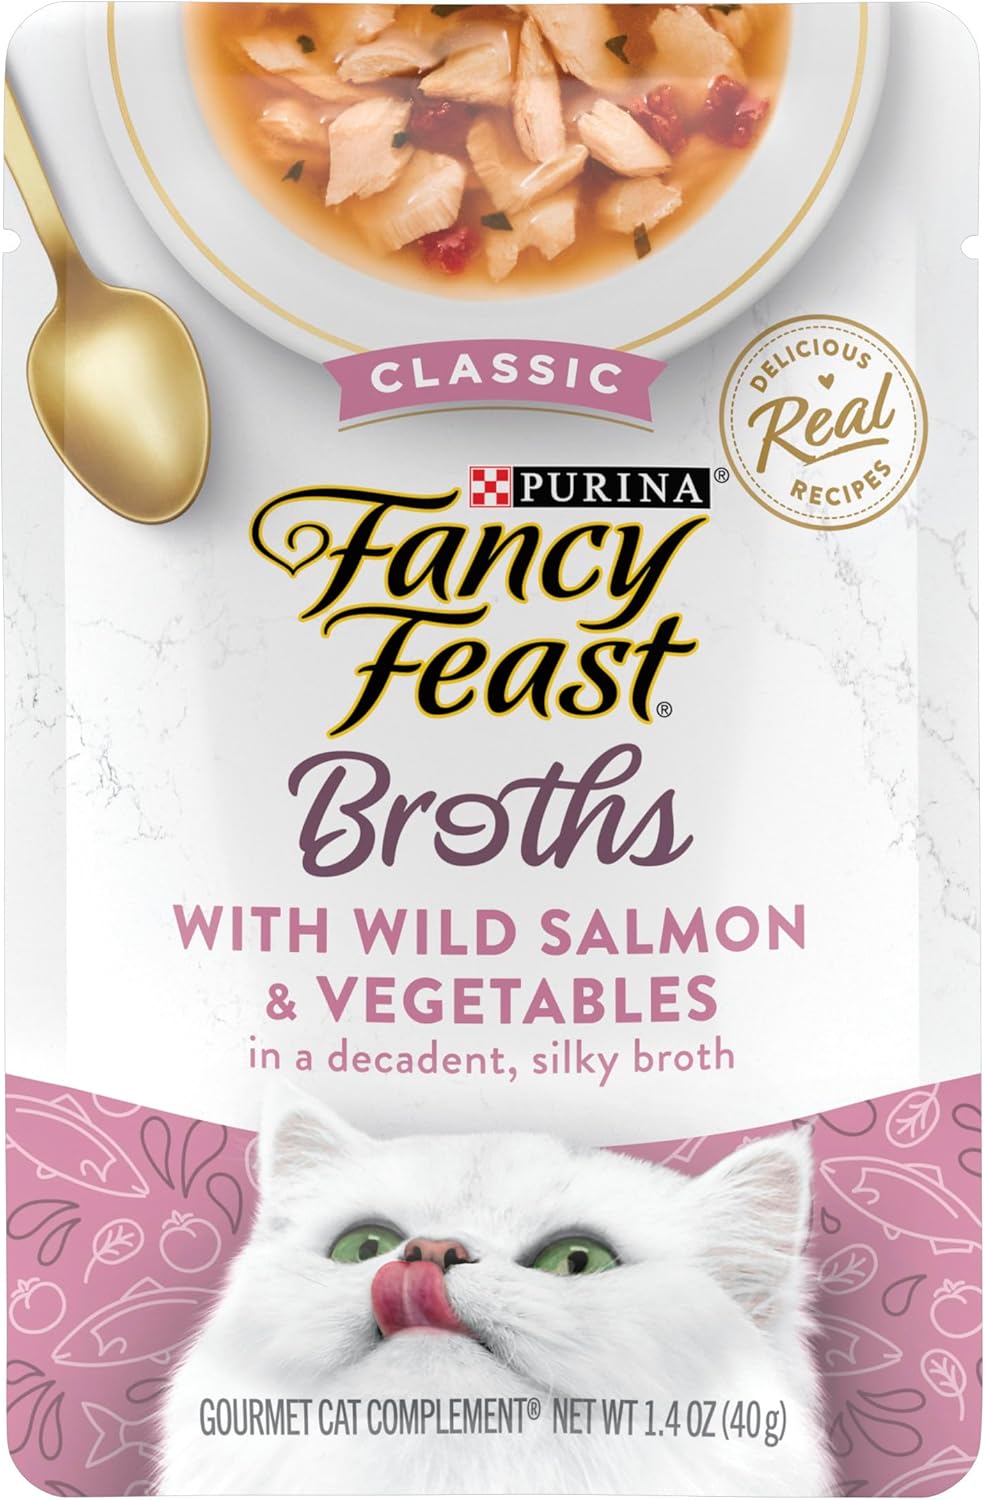 CLASSIC
DELICIOUS
Real
RECIPES
PURINA®
Fancy
Feast®
Broths
WITH WILD SALMON
& VEGETABLES
in a decadent, silky broth
GOURMET CAT COMPLEMENT® NET WT 1.4 OZ (40 g)